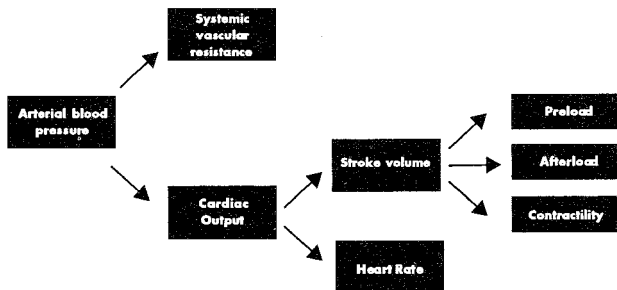 Systemic
vascular
resistance
Arterial blood
pressure
Preload
Stroke volume
Afterload
Cardiac
Output
Contractility
Heart Rate